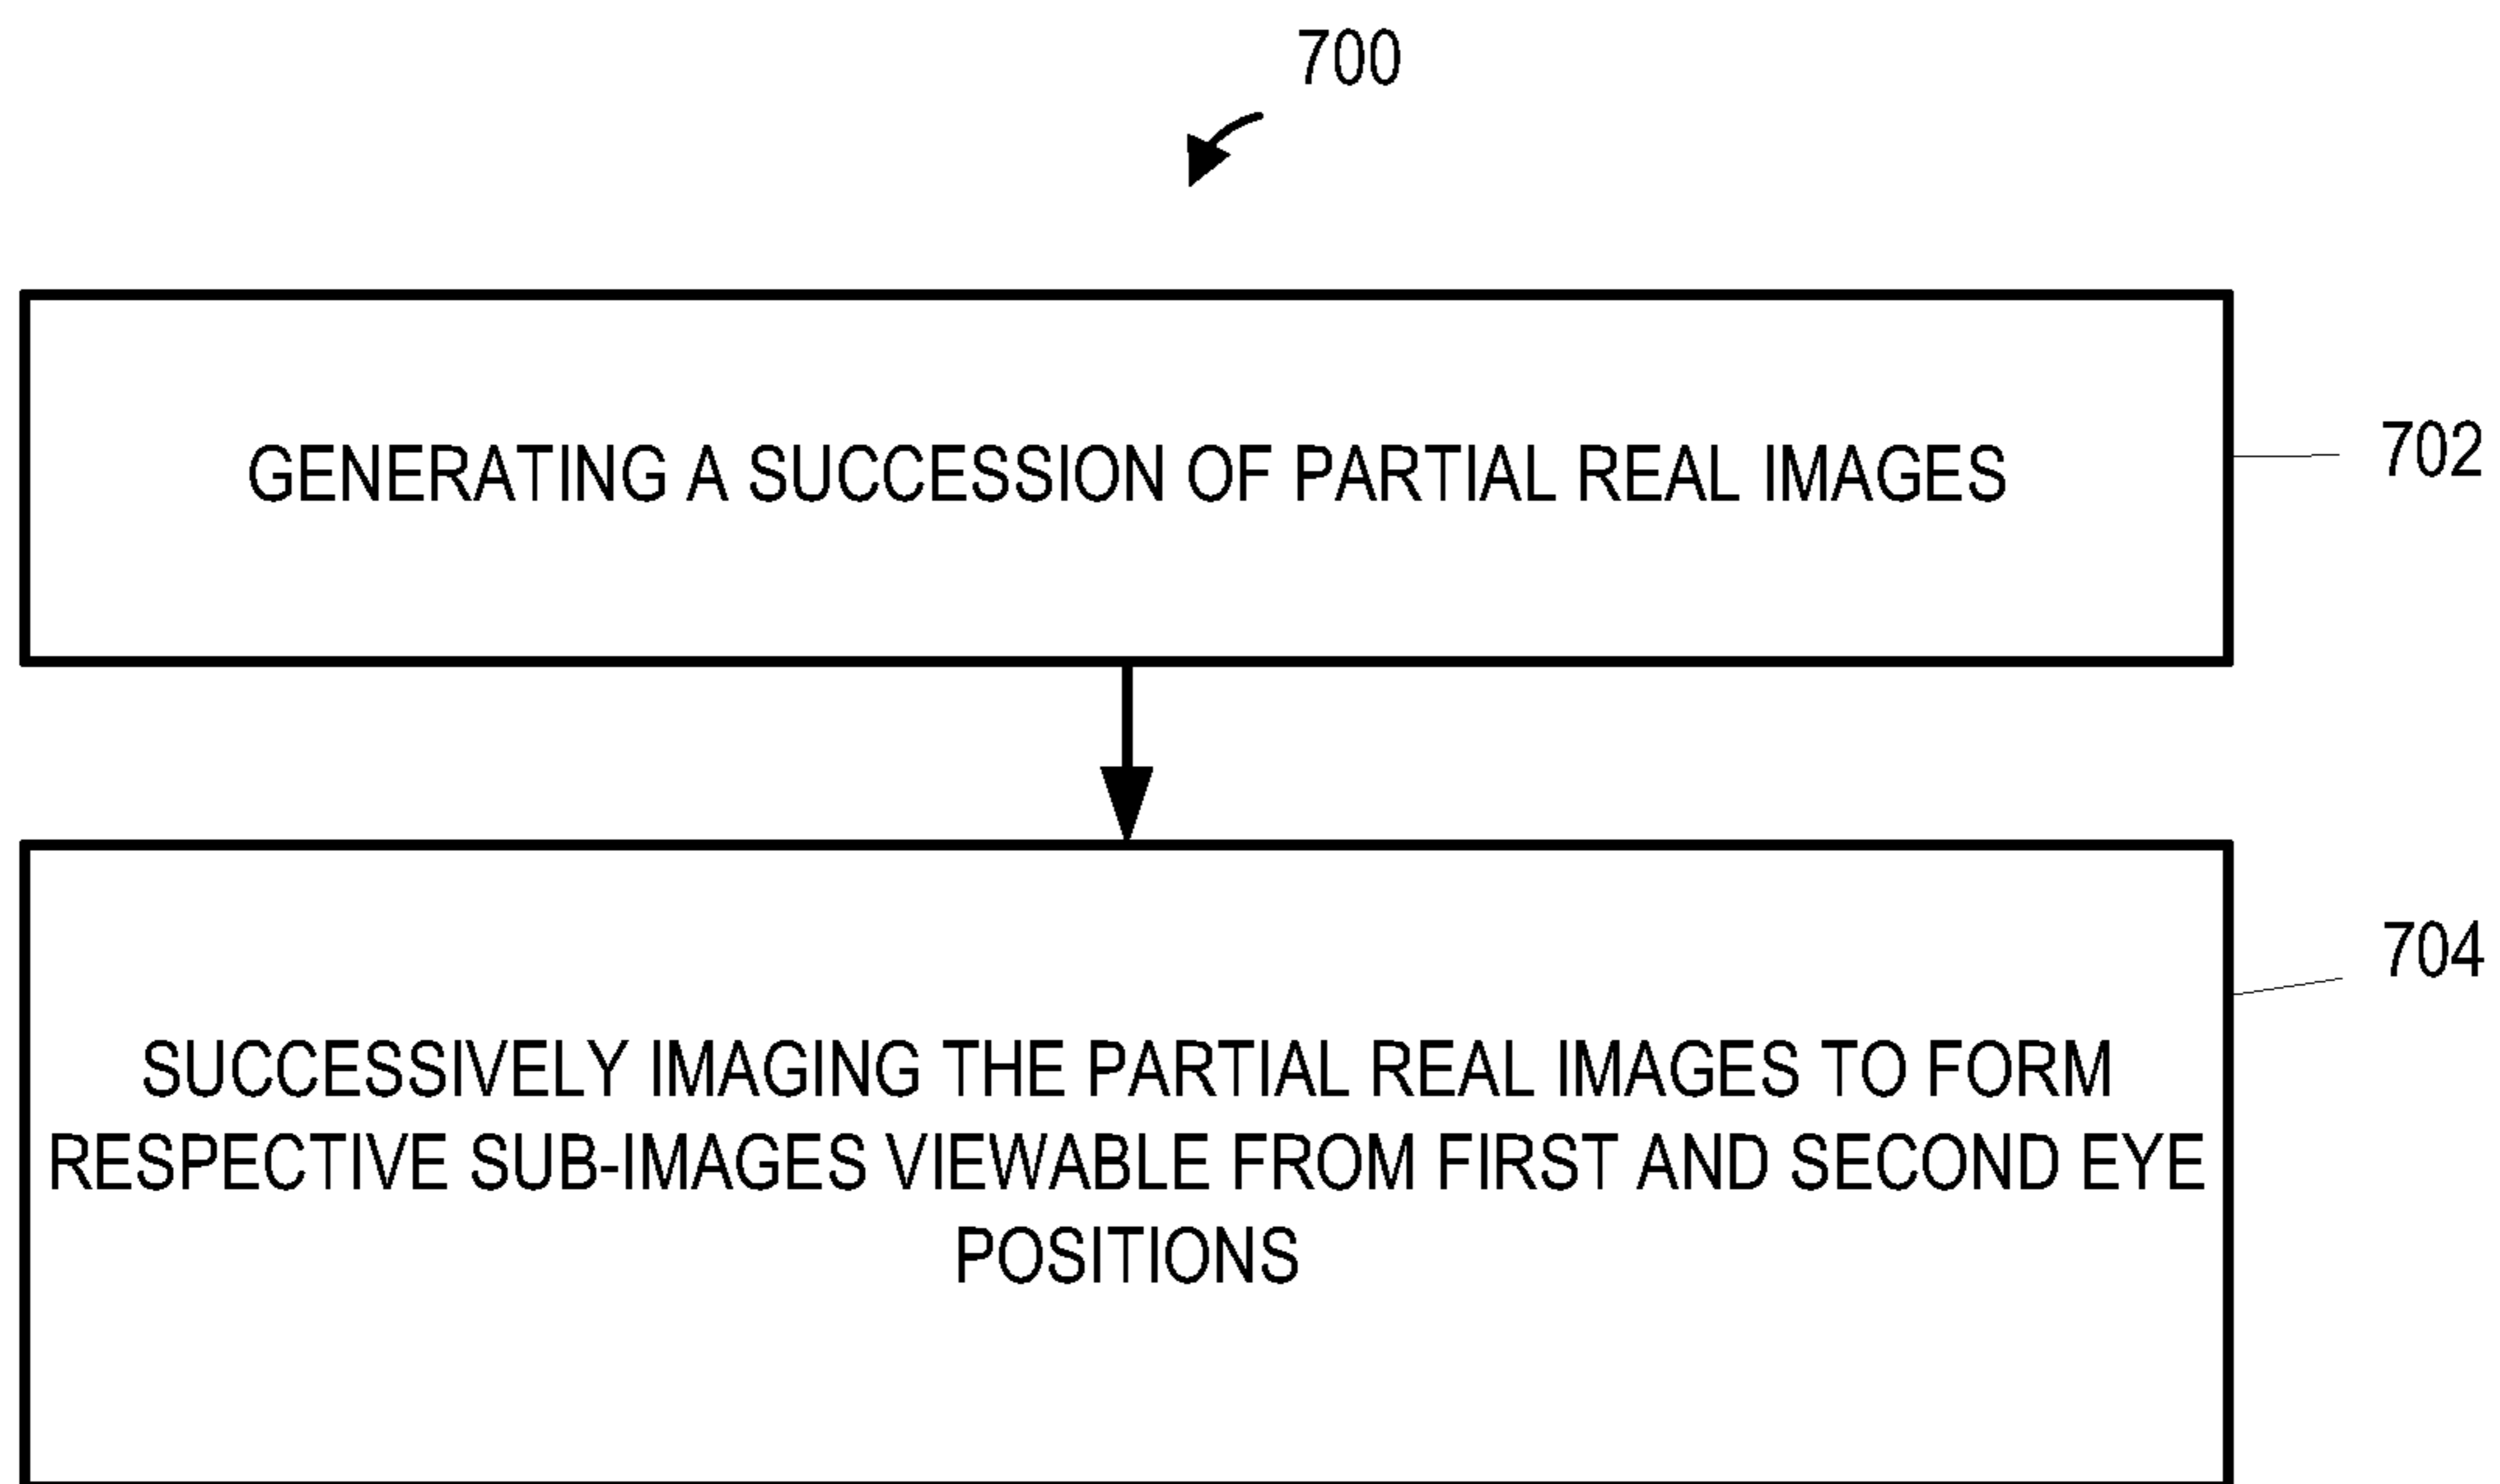 700
GENERATING A SUCCESSION OF PARTIAL REAL IMAGES
702
704
SUCCESSIVELY IMAGING THE PARTIAL REAL IMAGES TO FORM
RESPECTIVE SUB-IMAGES VIEWABLE FROM FIRST AND SECOND EYE
POSITIONS